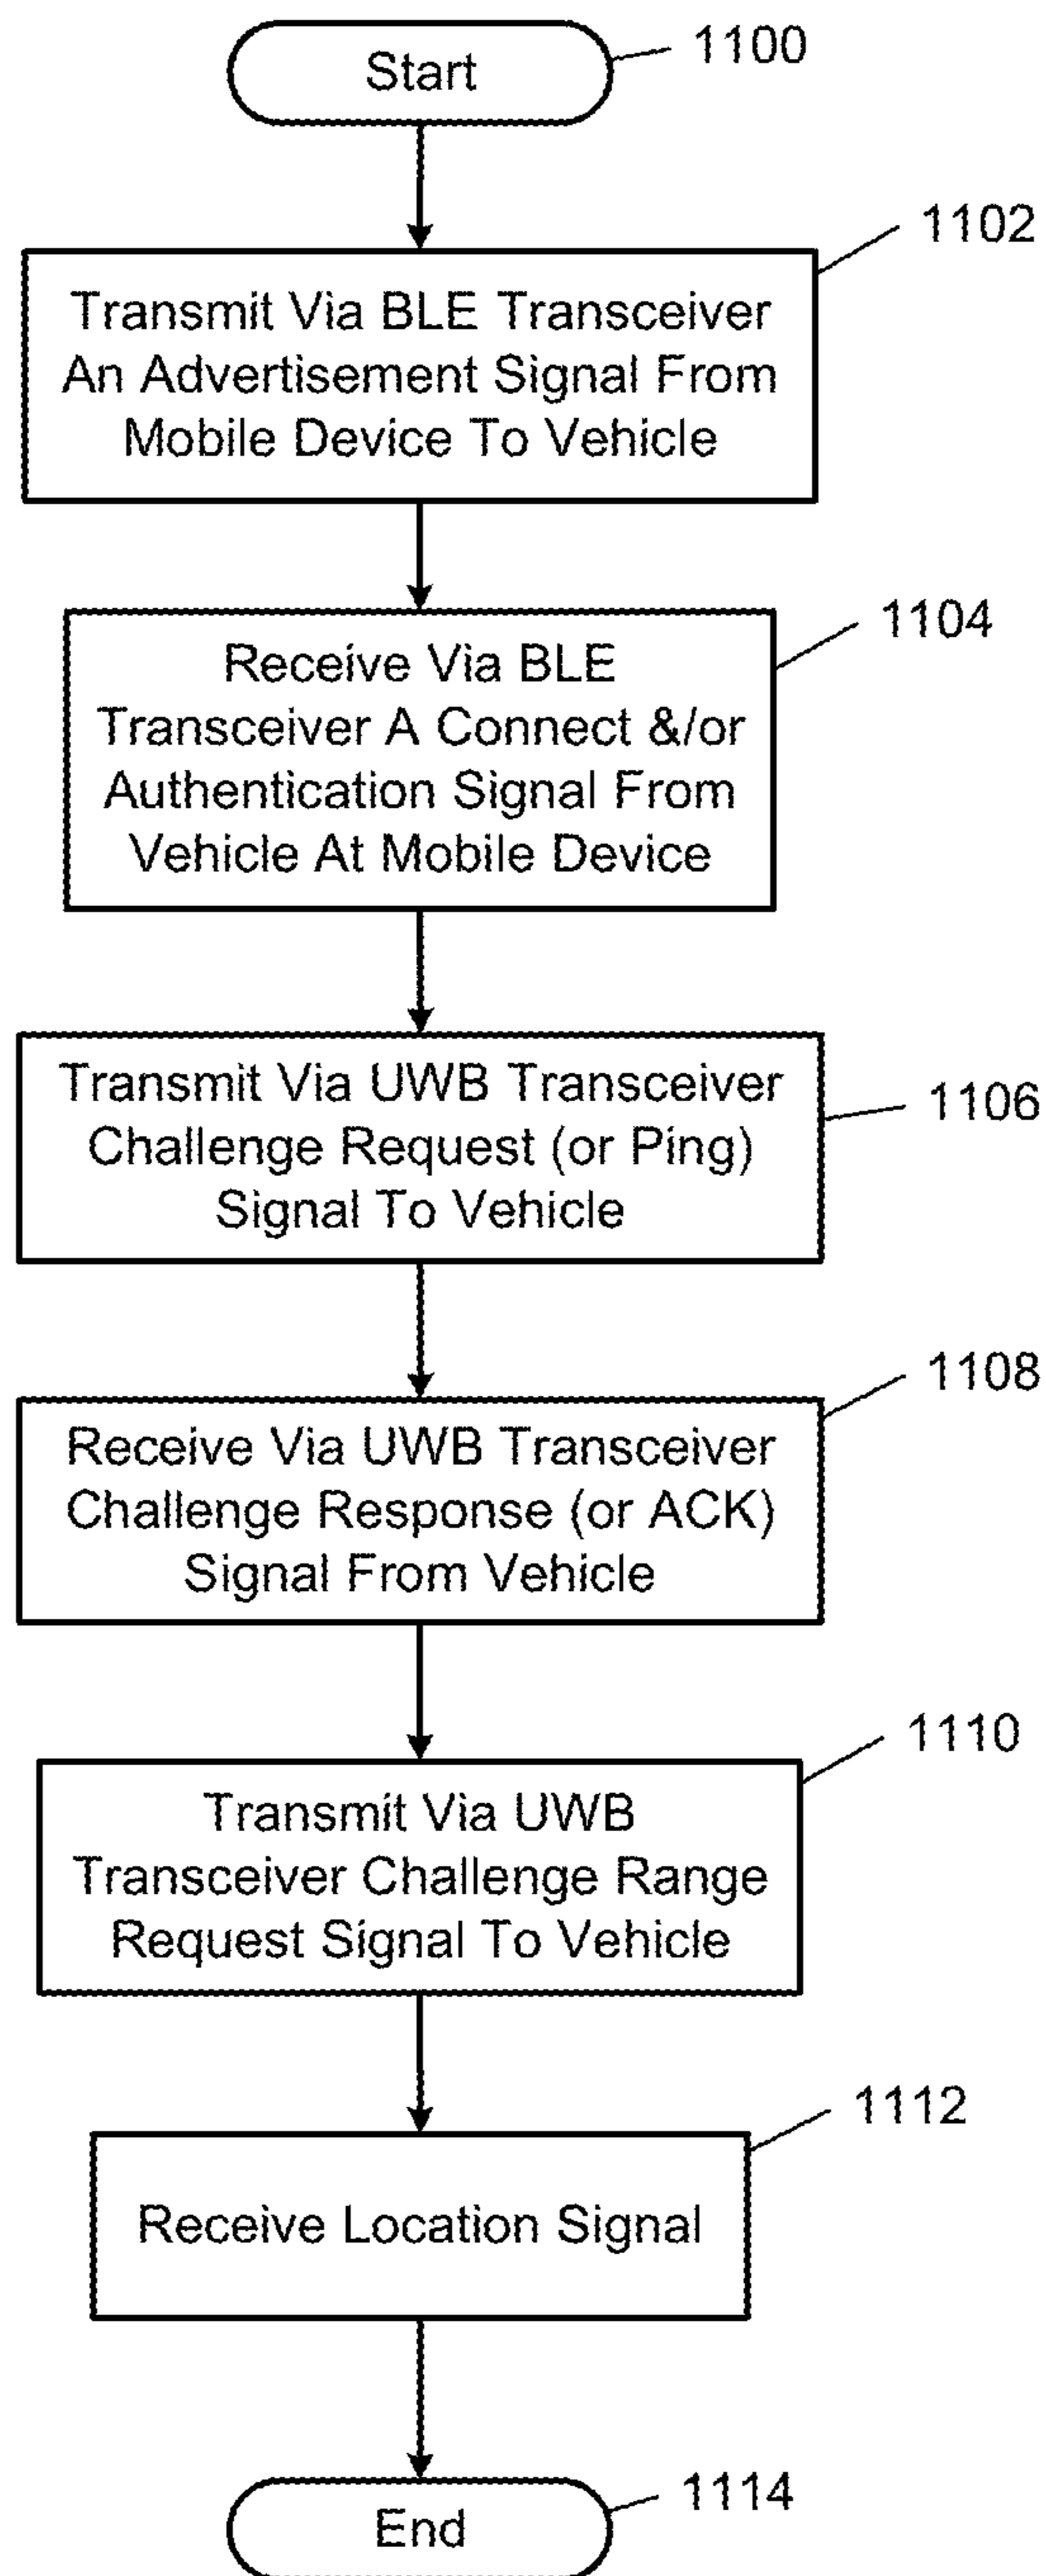 Start
1100
1102
Transmit Via BLE Transceiver
An Advertisement Signal From
Mobile Device To Vehicle
1104
Receive Via BLE
Transceiver A Connect &/or
Authentication Signal From
Vehicle At Mobile Device
Transmit Via UWB Transceiver
Challenge Request (or Ping)
Signal To Vehicle
1106
1108
Receive Via UWB Transceiver
Challenge Response (or ACK)
Signal From Vehicle
1110
Transmit Via UWB
Transceiver Challenge Range
Request Signal To Vehicle
1112
Receive Location Signal
End
1114